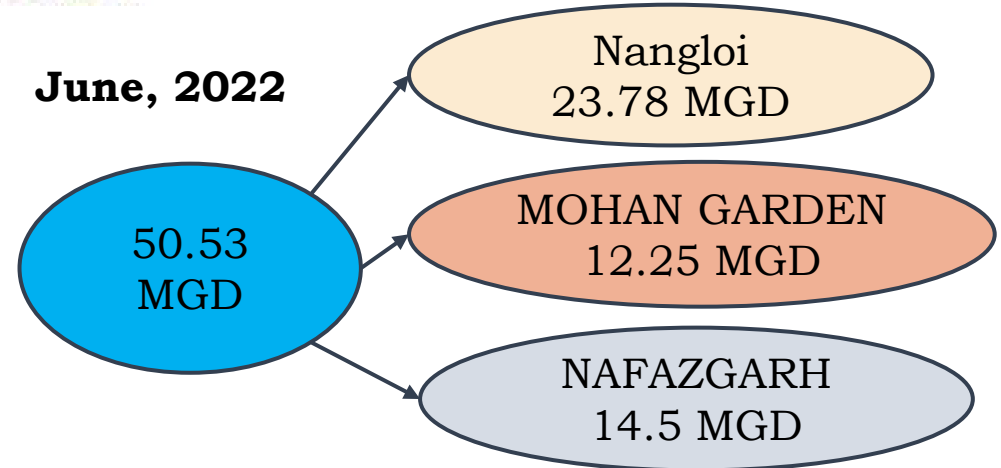 June, 2022
50.53
MGD
Nangloi
23.78 MGD
MOHAN GARDEN
12.25 MGD
NAFAZGARH
14.5 MGD